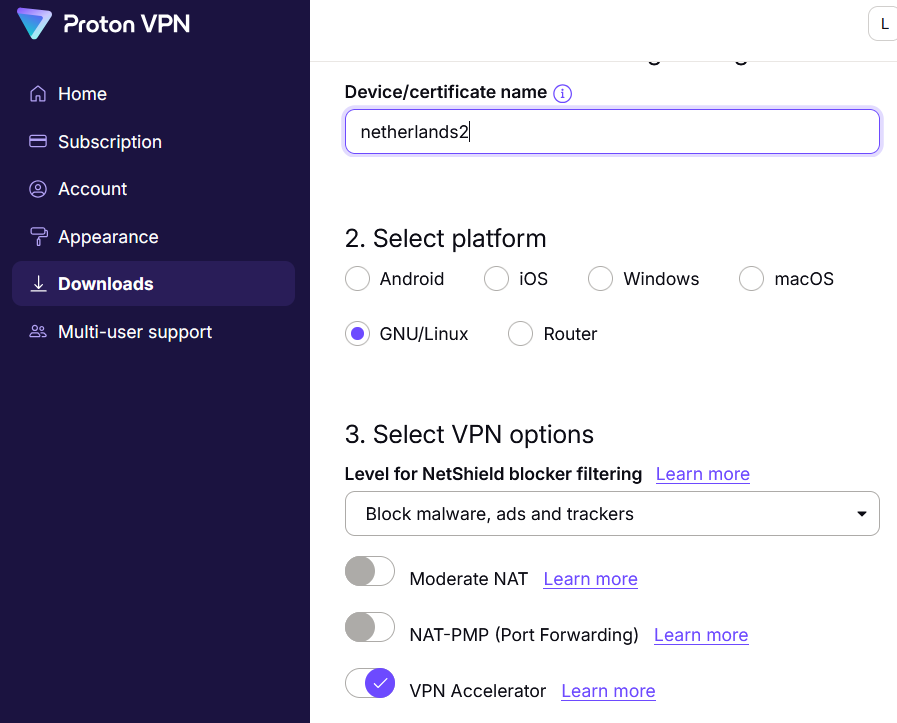 Proton VPN
L
Home
Subscription
Account
Appearance
Downloads
Multi-user support
Device/certificate name
netherlands2
2. Select platform
Android iOS Windows macOS
GNU/Linux Router
3. Select VPN options
Level for NetShield blocker filtering Learn more
Block malware, ads and trackers
Moderate NAT Learn more
NAT-PMP (Port Forwarding) Learn more
VPN Accelerator Learn more